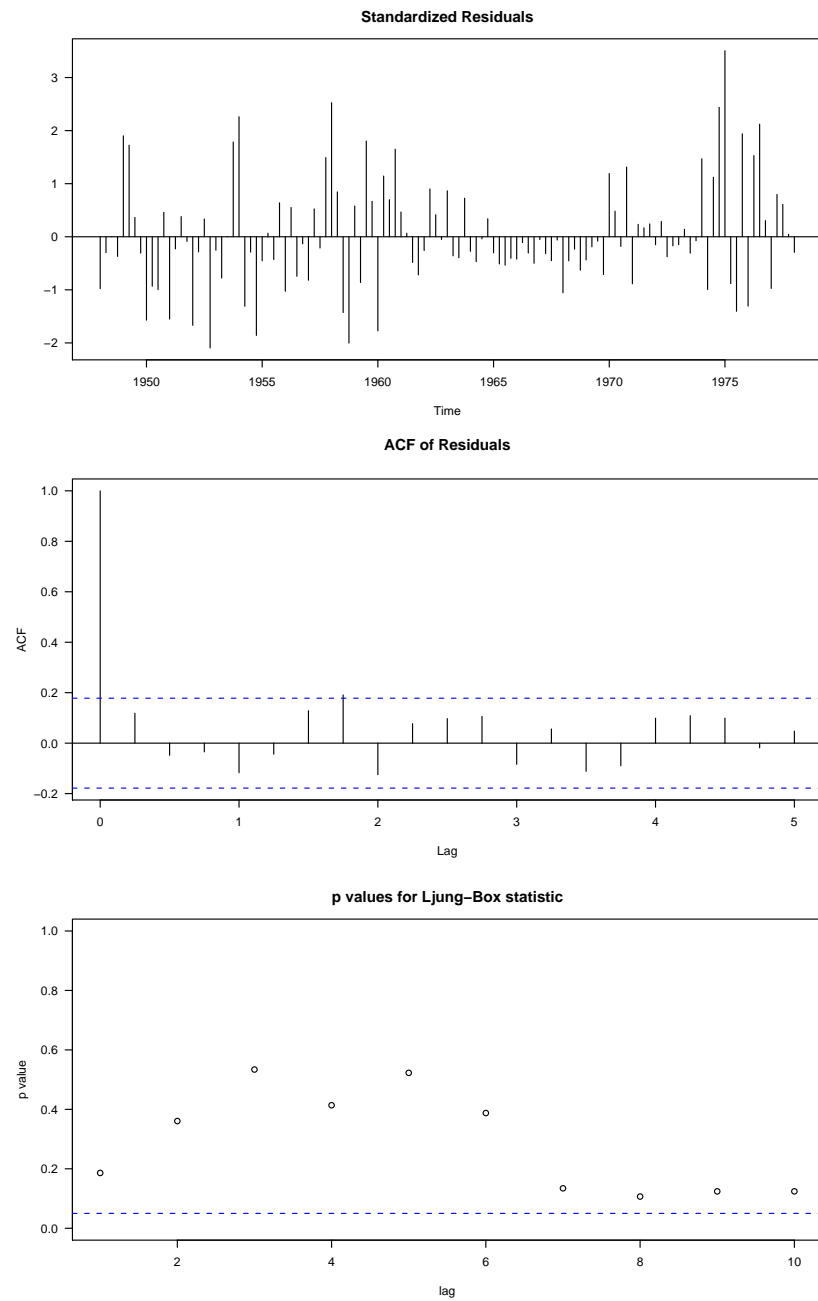 Standardized Residuals
3
2
1
0
−1
−2
1950 1955 1960 1965 1970 1975
Time
ACF of Residuals
1.0
0.8
0.6
0.4
0.2
0.0
−0.2
ACF
0 1 2 3 4 5
Lag
p values for Ljung−Box statistic
1.0
0.8
0.6
0.4
0.2
0.0
p value
2 4 6 8 10
lag